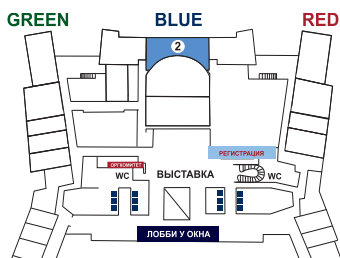 GREEN BLUE RED
2
РЕГИСТРАЦИЯ
ОРГКОМИТЕТ
WC ВЫСТАВКА WC
ЛОББИ У ОКНА